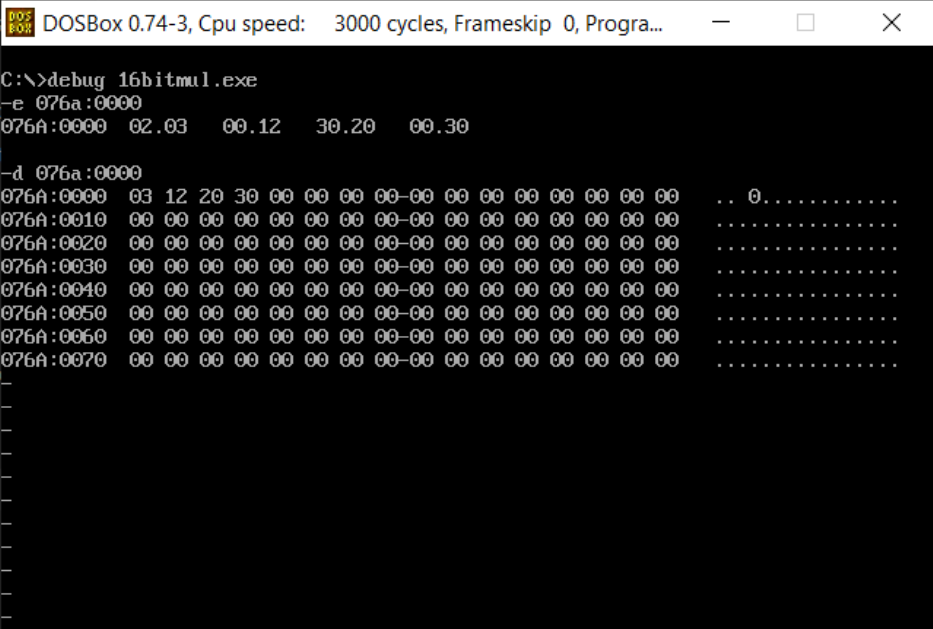 DOS BOX DOSBox 0.74-3, Cpu speed: 3000 cycles, Frameskip 0, Progra...
C:\>debug 16bitmul.exe
-e 076a:0000
076A:0000 02.03 00.12 30.20 00.30
-d 076a:0000
076A:0000 03 12 20 30 00 00 00 00-00 00 00 00 00 00 00 00 .. 0............
076A:0010 00 00 00 00 00 00 00 00-00 00 00 00 00 00 00 00 ................
076A:0020 00 00 00 00 00 00 00 00-00 00 00 00 00 00 00 00 ................
076A:0030 00 00 00 00 00 00 00 00-00 00 00 00 00 00 00 00 ................
076A:0040 00 00 00 00 00 00 00 00-00 00 00 00 00 00 00 00 ................
076A:0050 00 00 00 00 00 00 00 00-00 00 00 00 00 00 00 00 ................
076A:0060 00 00 00 00 00 00 00 00-00 00 00 00 00 00 00 00 ................
076A:0070 00 00 00 00 00 00 00 00-00 00 00 00 00 00 00 00 ................
-
-
-
-
-
-
-
-
-
-
-